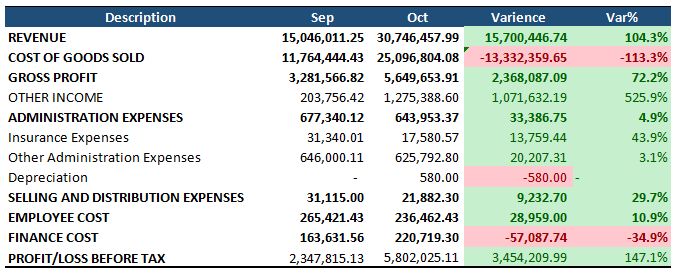 Description Sep Oct Varience Var%
REVENUE 15,046,011.25 30,746,457.99 15,700,446.74 104.3%
COST OF GOODS SOLD 11,764,444.43 25,096,804.08 -13,332,359.65 -113.3%
GROSS PROFIT 3,281,566.82 5,649,653.91 2,368,087.09 72.2%
OTHER INCOME 203,756.42 1,275,388.60 1,071,632.19 525.9%
ADMINISTRATION EXPENSES 677,340.12 643,953.37 33,386.75 4.9%
Insurance Expenses 31,340.01 17,580.57 13,759.44 43.9%
Other Administration Expenses 646,000.11 625,792.80 20,207.31 3.1%
Depreciation - 580.00 -580.00 -
SELLING AND DISTRIBUTION EXPENSES 31,115.00 21,882.30 9,232.70 29.7%
EMPLOYEE COST 265,421.43 236,462.43 28,959.00 10.9%
FINANCE COST 163,631.56 220,719.30 -57,087.74 -34.9%
PROFIT/LOSS BEFORE TAX 2,347,815.13 5,802,025.11 3,454,209.99 147.1%